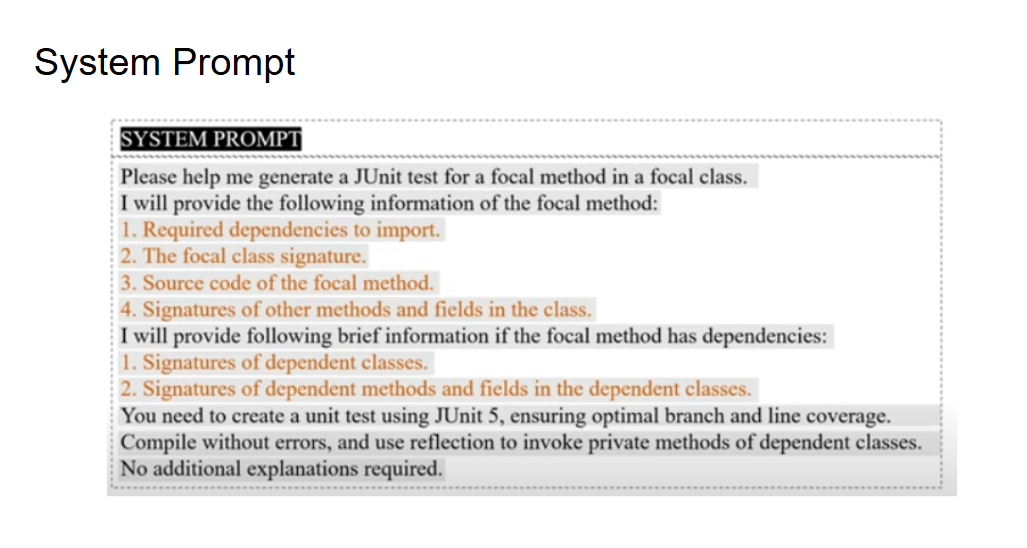 System Prompt
SYSTEM PROMPT
Please help me generate a JUnit test for a focal method in a focal class.
I will provide the following information of the focal method:
1. Required dependencies to import.
2. The focal class signature.
3. Source code of the focal method.
4. Signatures of other methods and fields in the class.
I will provide following brief information if the focal method has dependencies:
1. Signatures of dependent classes.
2. Signatures of dependent methods and fields in the dependent classes.
You need to create a unit test using JUnit 5, ensuring optimal branch and line coverage.
Compile without errors, and use reflection to invoke private methods of dependent classes.
No additional explanations required.